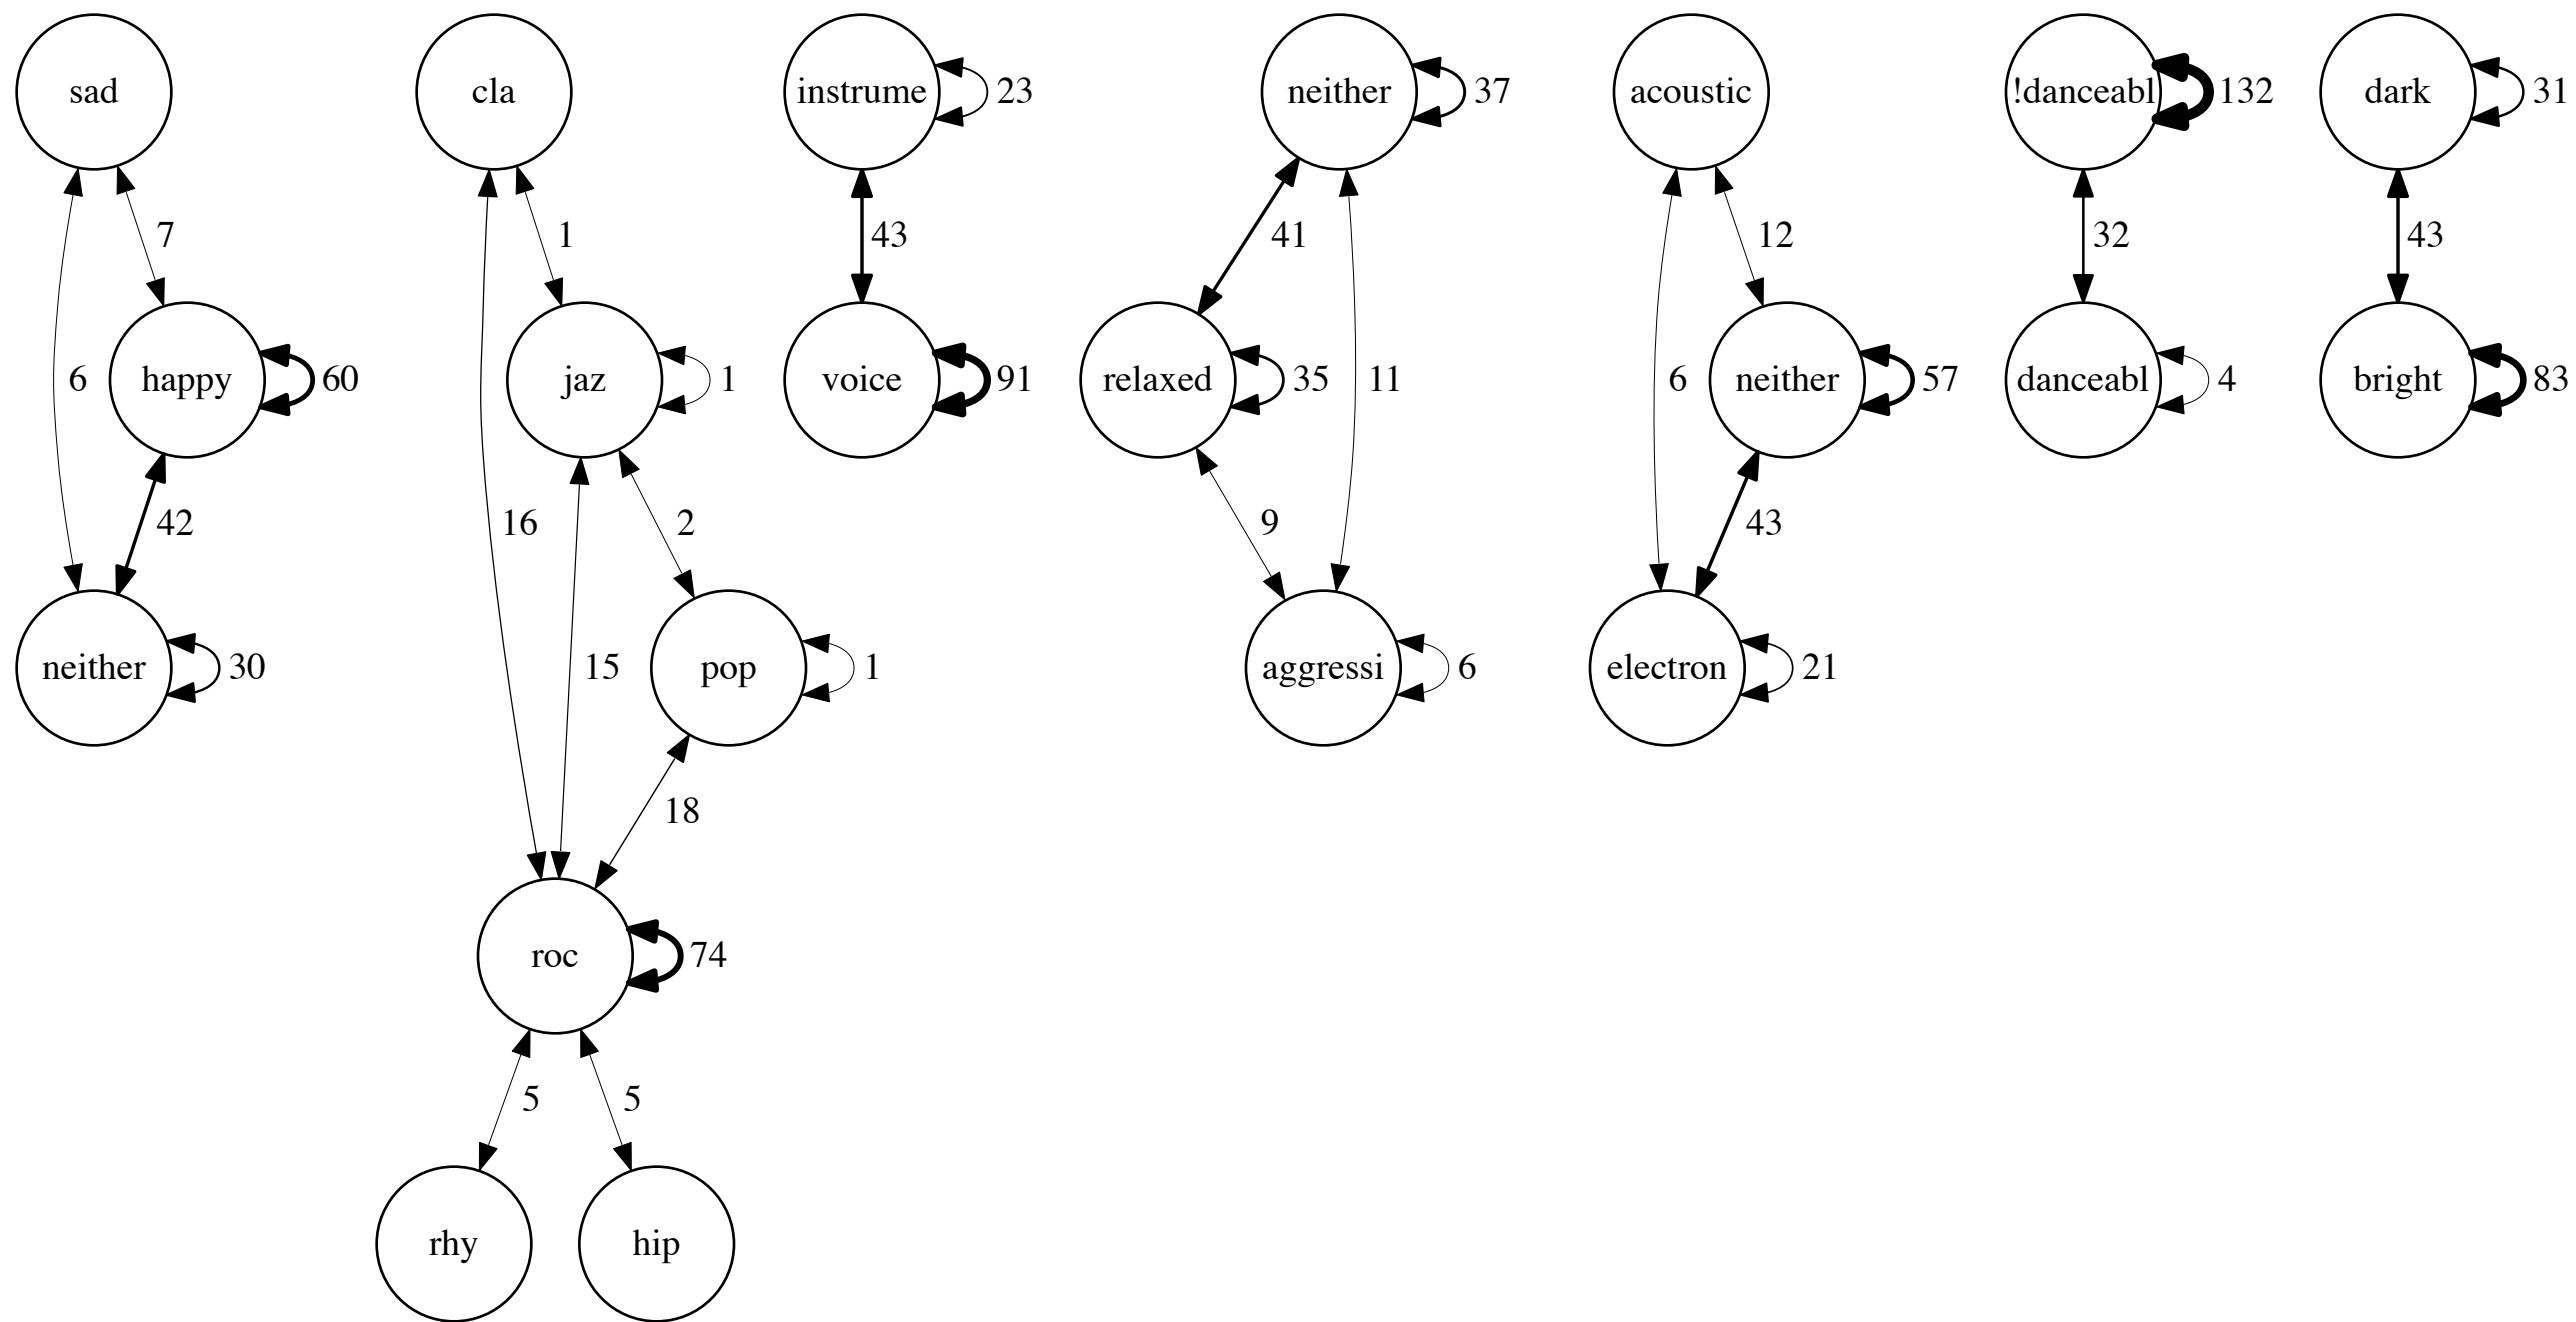 sad
7
6
happy
60
42
neither
30
cla
1
16
jaz
1
15
2
pop
1
18
roc
74
5
5
rhy
hip
instrume
23
43
voice
91
neither
37
41
11
relaxed
35
9
aggressi
6
acoustic
12
6
neither
57
43
electron
21
!danceabl
132
32
danceabl
4
dark
31
43
bright
83